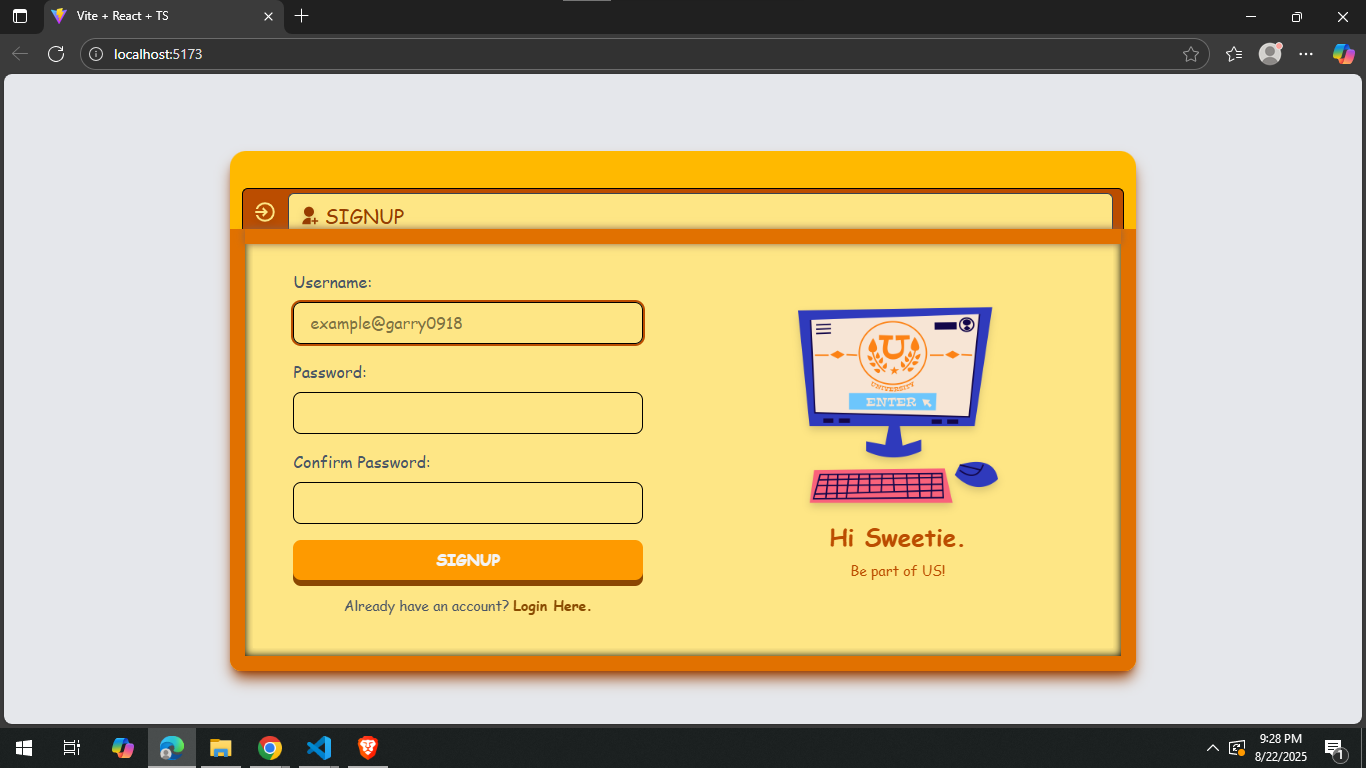 Vite + React + TS
localhost:5173
SIGNUP
Username:
example@garry0918
Password:
Confirm Password:
SIGNUP
Already have an account? Login Here.
U
UNIVERSITY
ENTER
Hi Sweetie.
Be part of US!
9:28 PM
8/22/2025
1